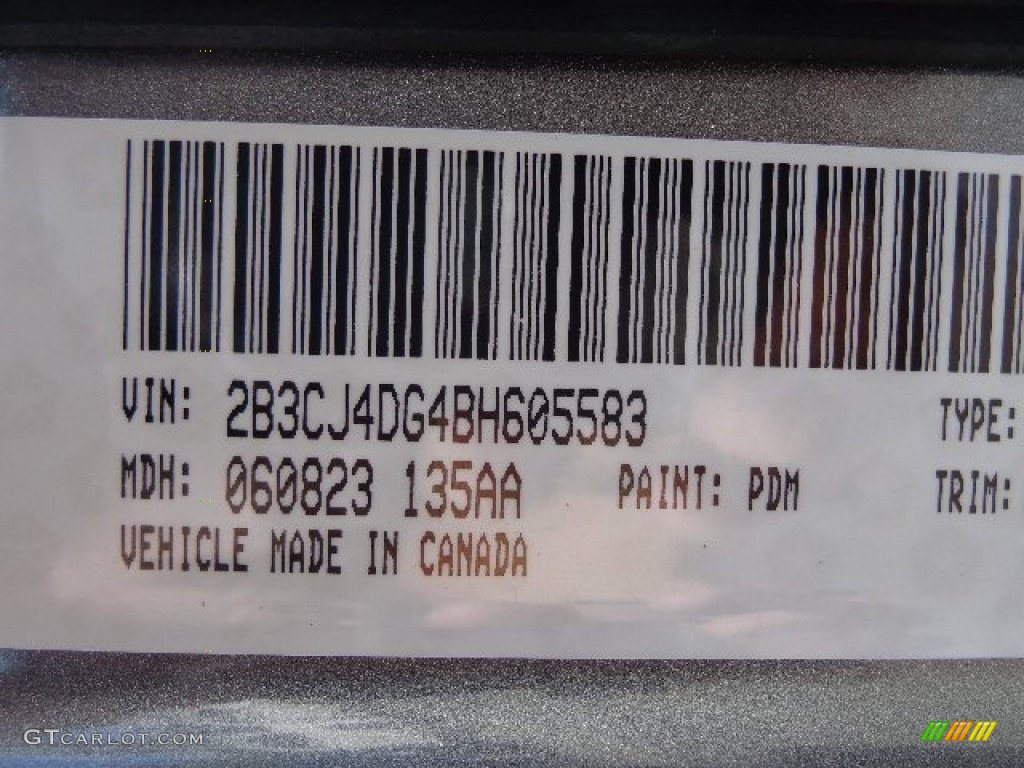 VIN: 2B3CJ4DG4BH605583 TYPE:
MDH: 060823 135AA PAINT: PDM TRIM:
VEHICLE MADE IN CANADA
GTCARLOT.COM